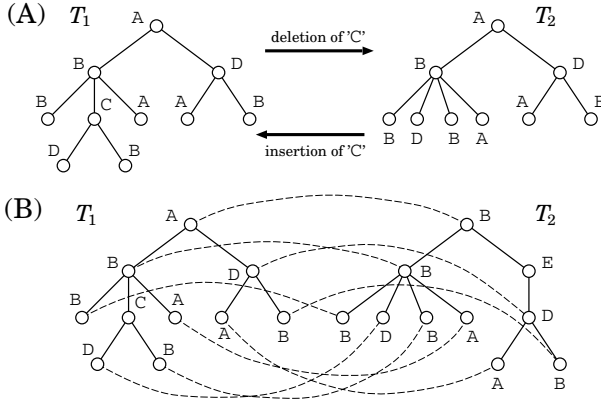 (A) T1 A T2 A
deletion of 'C'
B D B D
B C A A B B D B A A B
insertion of 'C'
D B
(B) T1 A B T2
B D B E
B C A A B B D B A D
D B A B